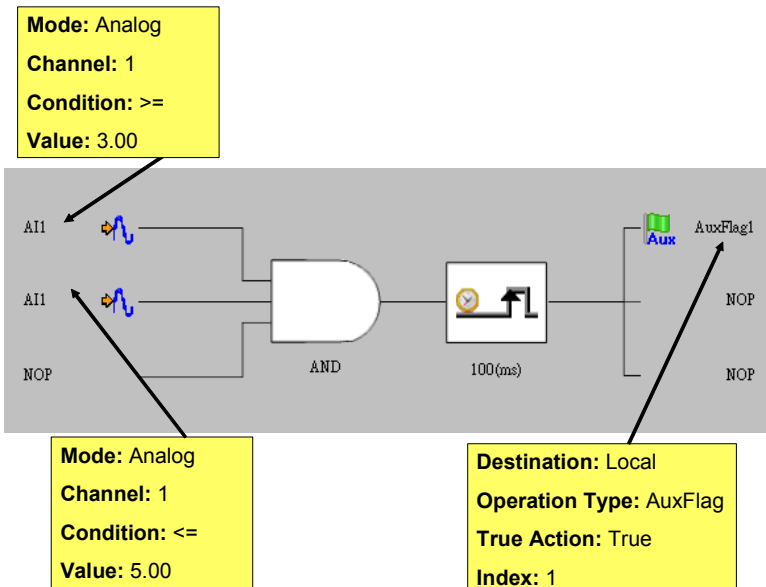 Mode: Analog
Channel: 1
Condition: >=
Value: 3.00
AI1
Aux
AuxFlag1
AI1
NOP
NOP
AND
100(ms)
NOP
Mode: Analog
Channel: 1
Condition: <=
Value: 5.00
Destination: Local
Operation Type: AuxFlag
True Action: True
Index: 1